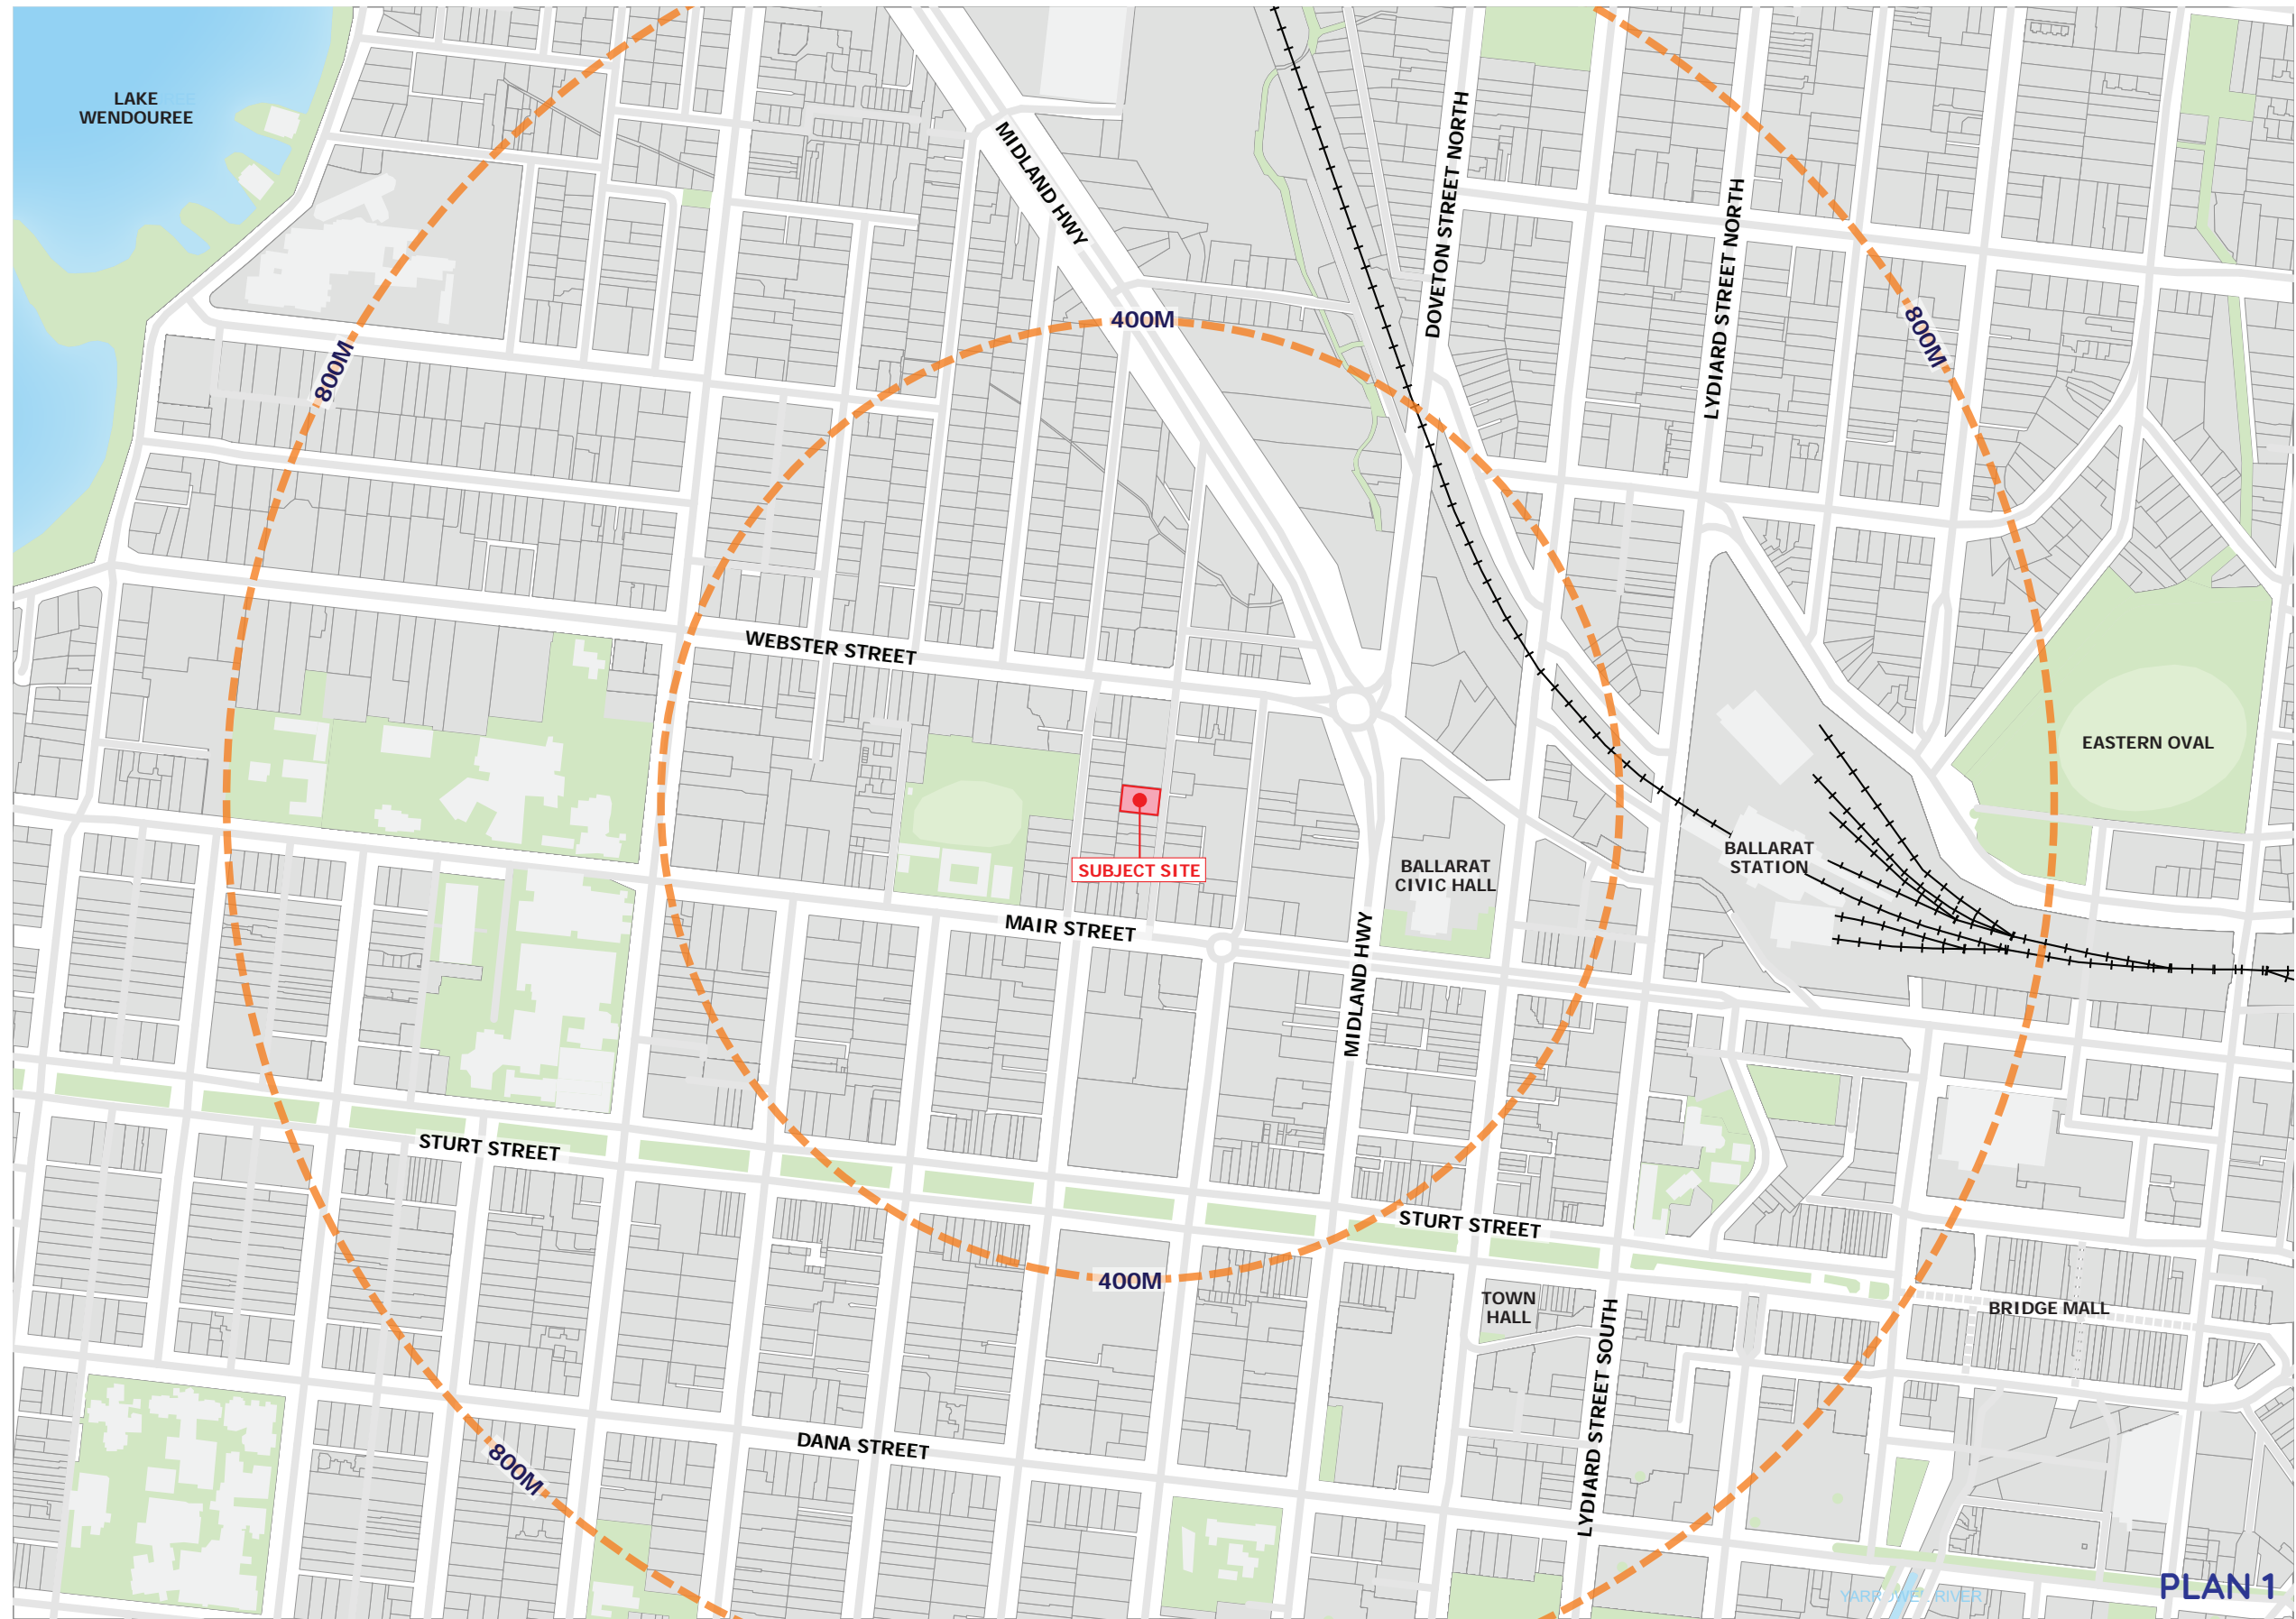 LAKE
WENDOUREE
MIDLAND HWY
DOVETON STREET NORTH
LYDIARD STREET NORTH
400M
800M
800M
WEBSTER STREET
EASTERN OVAL
SUBJECT SITE
BALLARAT
CIVIC HALL
BALLARAT
STATION
MAIR STREET
MIDLAND HWY
STURT STREET
STURT STREET
400M
TOWN
HALL
BRIDGE MALL
LYDIARD STREET SOUTH
DANA STREET
800M
PLAN 1
RIVER